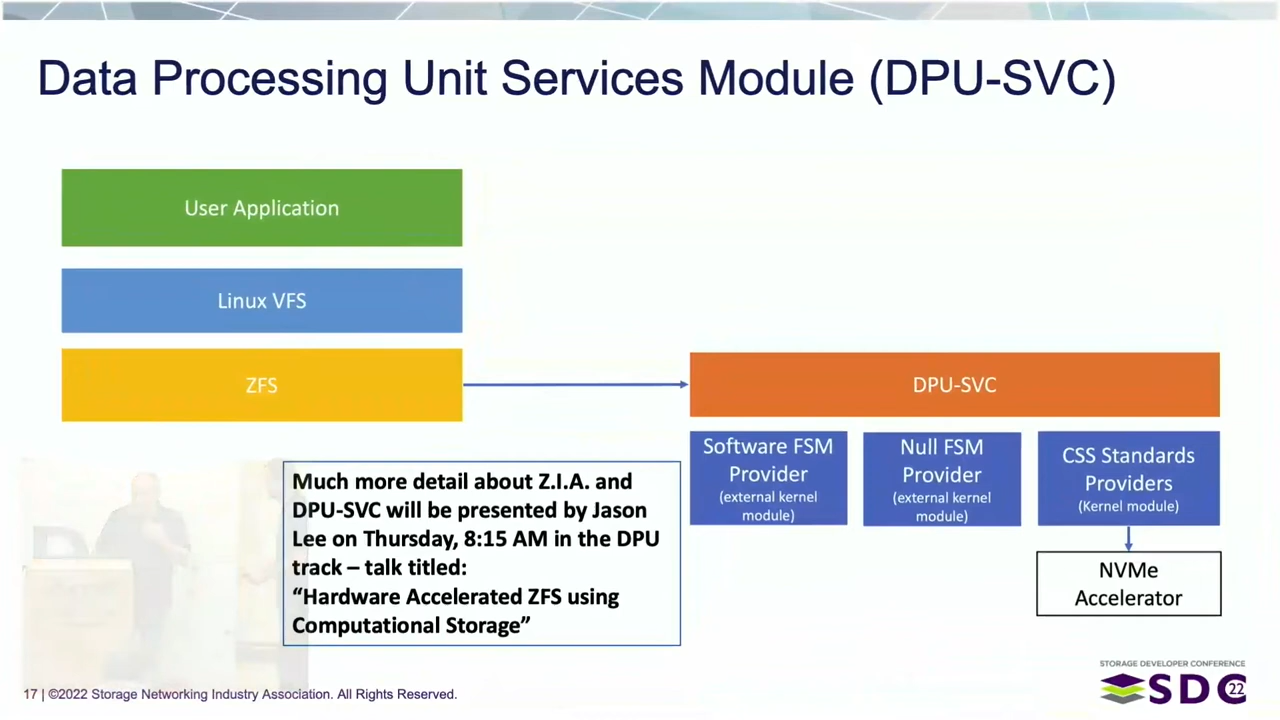 Data Processing Unit Services Module (DPU-SVC)
User Application
Linux VFS
ZFS
DPU-SVC
Software FSM
Provider
(external kernel
module)
Null FSM
Provider
(external kernel
module)
CSS Standards
Providers
(Kernel module)
NVMe
Accelerator
Much more detail about Z.I.A. and
DPU-SVC will be presented by Jason
Lee on Thursday, 8:15 AM in the DPU
track – talk titled:
“Hardware Accelerated ZFS using
Computational Storage”
17 | ©2022 Storage Networking Industry Association. All Rights Reserved.
STORAGE DEVELOPER CONFERENCE
SDC 22